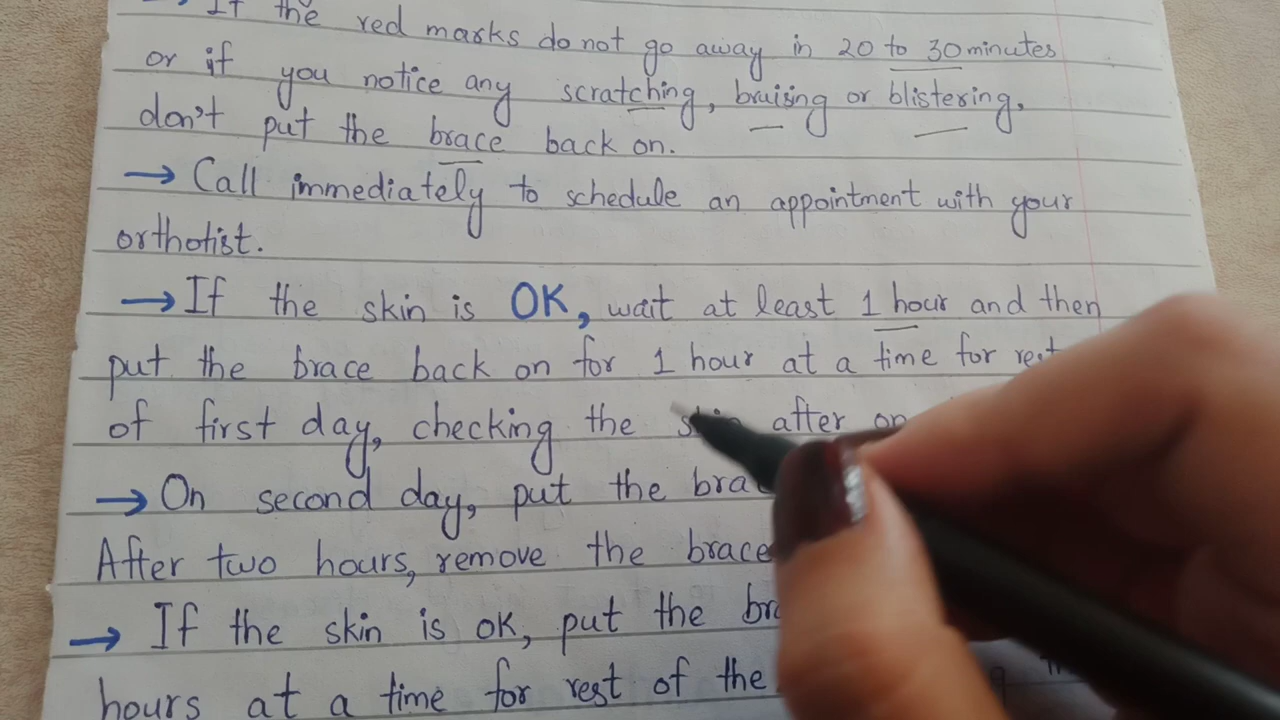 → If the red marks do not go away in 20 to 30 minutes
or if you notice any scratching, bruising or blistering,
don't put the brace back on.
→ Call immediately to schedule an appointment with your
orthotist.
→ If the skin is OK, wait at least 1 hour and then
put the brace back on for 1 hour at a time for rest
of first day, checking the skin after
→ On second day, put the
After two hours, remove the brace
→ If the skin is OK, put the
hours at a time for rest of the